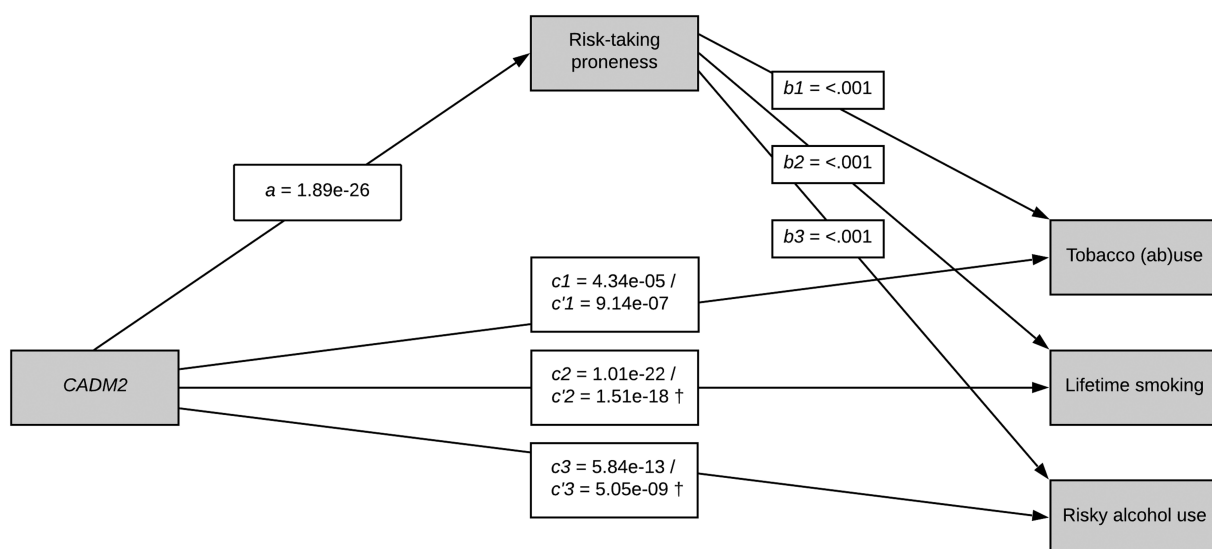 Risk-taking
proneness
b1 = <.001
b2 = <.001
a = 1.89e-26
b3 = <.001
Tobacco (ab)use
c1 = 4.34e-05 /
c'1 = 9.14e-07
CADM2
c2 = 1.01e-22 /
c'2 = 1.51e-18 †
Lifetime smoking
c3 = 5.84e-13 /
c'3 = 5.05e-09 †
Risky alcohol use